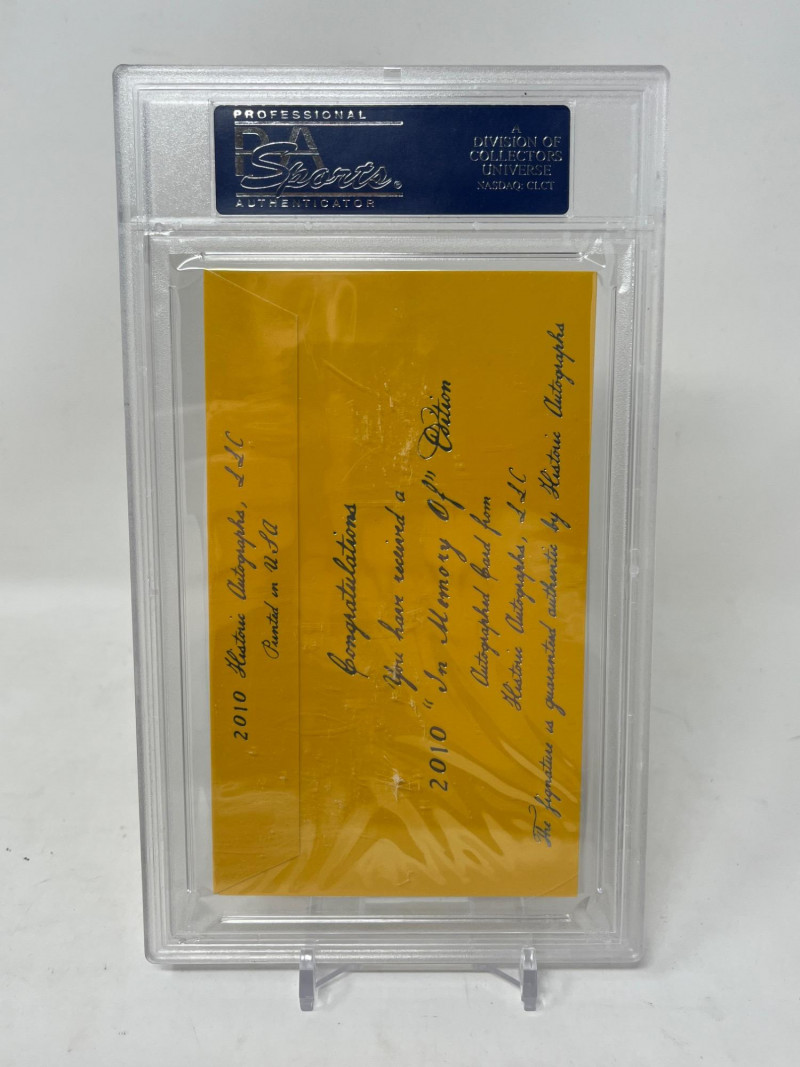 PROFESSIONAL
PSA
Sports®
AUTHENTICATOR
A
DIVISION OF
COLLECTORS
UNIVERSE
NASDAQ: CLCT
2010 Historic Autographs, LLC
Printed in USA
Congratulations
You have received a
2010 "In Memory Of" Edition
Autographed Card from
Historic Autographs, LLC
The signature is guaranteed authentic by Historic Autographs